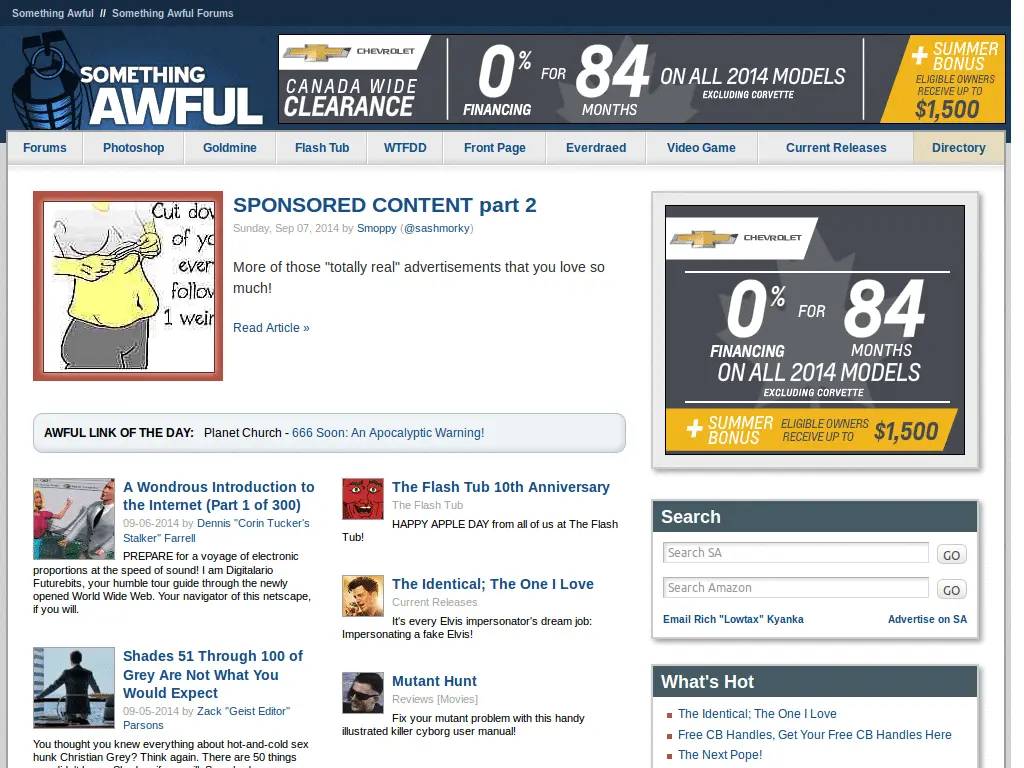 Something Awful // Something Awful Forums
SOMETHING
AWFUL
CHEVROLET
CANADA WIDE
CLEARANCE
0%
FINANCING
FOR
84
MONTHS
ON ALL 2014 MODELS
EXCLUDING CORVETTE
+ SUMMER
BONUS
ELIGIBLE OWNERS
RECEIVE UP TO
$1,500
Forums Photoshop Goldmine Flash Tub WTFDD Front Page Everdraed Video Game Current Releases Directory
Cut dow
of yo
ever
follov
1 weir
SPONSORED CONTENT part 2
Sunday, Sep 07, 2014 by Smoppy (@sashmorky)
More of those "totally real" advertisements that you love so
much!
Read Article »
CHEVROLET
0% FOR 84
FINANCING MONTHS
ON ALL 2014 MODELS
EXCLUDING CORVETTE
+ SUMMER
BONUS
ELIGIBLE OWNERS
RECEIVE UP TO
$1,500
AWFUL LINK OF THE DAY: Planet Church - 666 Soon: An Apocalyptic Warning!
A Wondrous Introduction to
the Internet (Part 1 of 300)
09-06-2014 by Dennis "Corin Tucker's
Stalker" Farrell
PREPARE for a voyage of electronic
proportions at the speed of sound! I am Digitalario
Futurebits, your humble tour guide through the newly
opened World Wide Web. Your navigator of this netscape,
if you will.
Shades 51 Through 100 of
Grey Are Not What You
Would Expect
09-05-2014 by Zack "Geist Editor"
Parsons
You thought you knew everything about hot-and-cold sex
hunk Christian Grey? Think again. There are 50 things
The Flash Tub 10th Anniversary
The Flash Tub
HAPPY APPLE DAY from all of us at The Flash
Tub!
The Identical; The One I Love
Current Releases
It's every Elvis impersonator's dream job:
Impersonating a fake Elvis!
Mutant Hunt
Reviews [Movies]
Fix your mutant problem with this handy
illustrated killer cyborg user manual!
Search
Search SA GO
Search Amazon GO
Email Rich "Lowtax" Kyanka Advertise on SA
What's Hot
The Identical; The One I Love
Free CB Handles, Get Your Free CB Handles Here
The Next Pope!